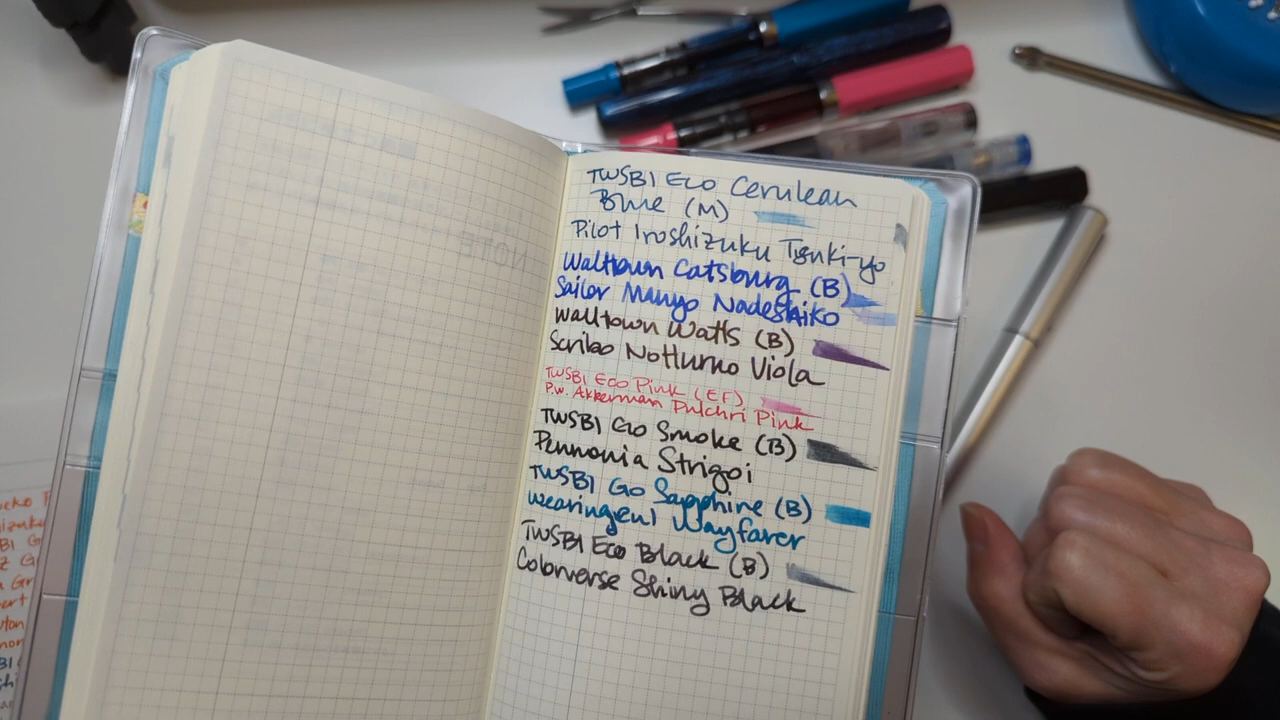 TWSBI Eco Cerulean
Blue (M)
Pilot Iroshizuku Tsuki-yo
Walltown Catsburg (B)
Sailor Manyo Nadeshiko
Walltown Watts (B)
Scribo Notturno Viola
TWSBI Eco Pink (EF)
P.W. Akkerman Pulchri Pink
TWSBI Go Smoke (B)
Pennonia Strigoi
TWSBI Go Sapphire (B)
Wearingeul Wayfarer
TWSBI Eco Black (B)
Colorverse Shiny Black
NOTE